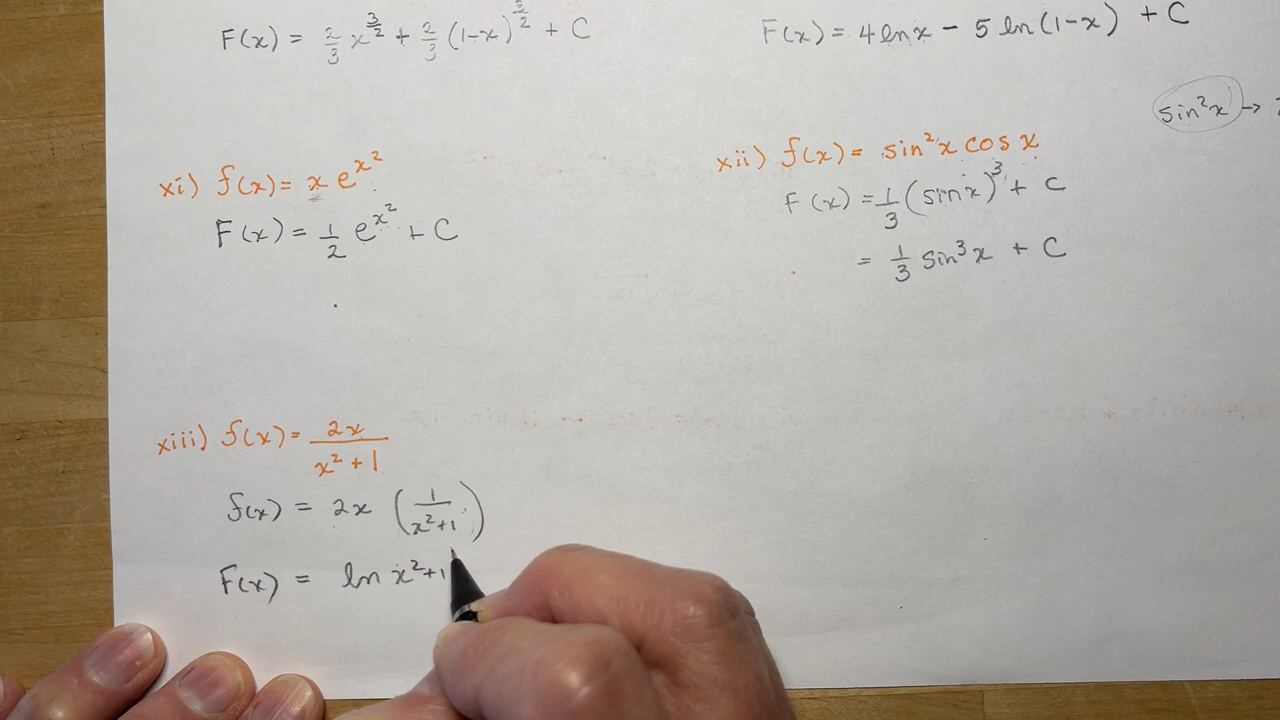 F(x) = 2/3 x^(3/2) + 2/3 (1-x)^(3/2) + C
F(x) = 4 ln x - 5 ln(1-x) + C
sin²x →
xi) f(x) = x e^(x²)
F(x) = 1/2 e^(x²) + C
xii) f(x) = sin²x cos x
F(x) = 1/3 (sin x)³ + C
= 1/3 sin³x + C
xiii) f(x) = 2x/(x² + 1)
f(x) = 2x (1/(x²+1))
F(x) = ln x²+1